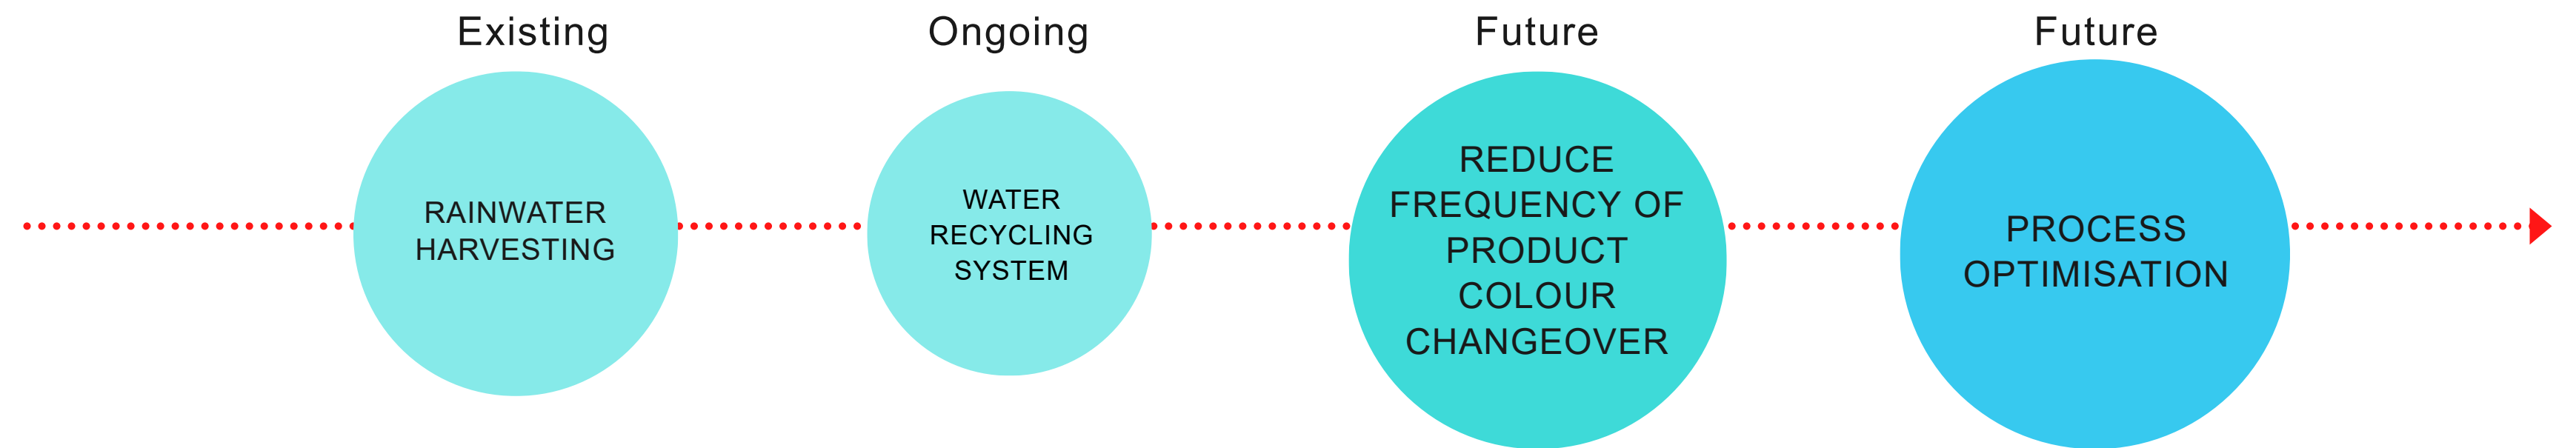 Existing
Ongoing
Future
Future
RAINWATER
HARVESTING
WATER
RECYCLING
SYSTEM
REDUCE
FREQUENCY OF
PRODUCT
COLOUR
CHANGEOVER
PROCESS
OPTIMISATION